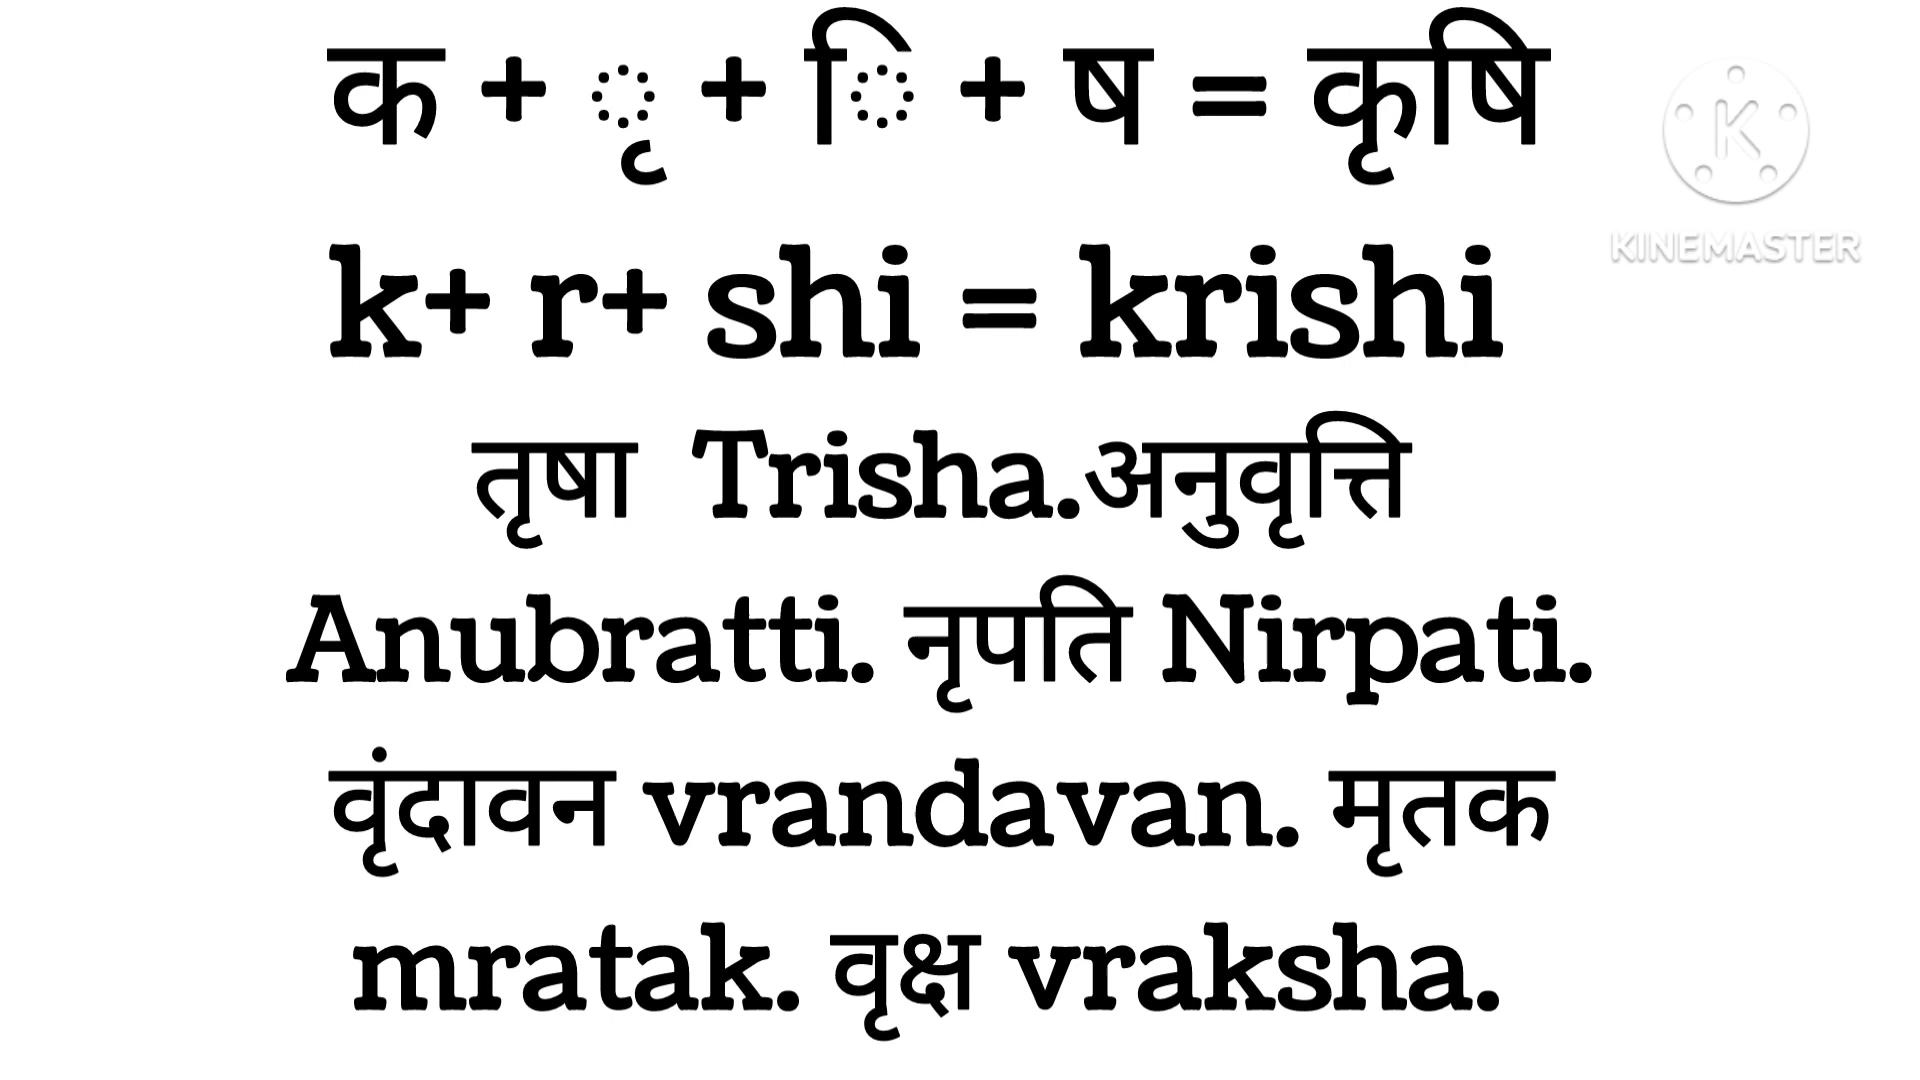 क + ृ + ि + ष = कृषि
k+ r+ shi = krishi
तृषा Trisha.अनुवृत्ति
Anubratti. नृपति Nirpati.
वृंदावन vrandavan. मृतक
mratak. वृक्ष vraksha.
K
KINEMASTER